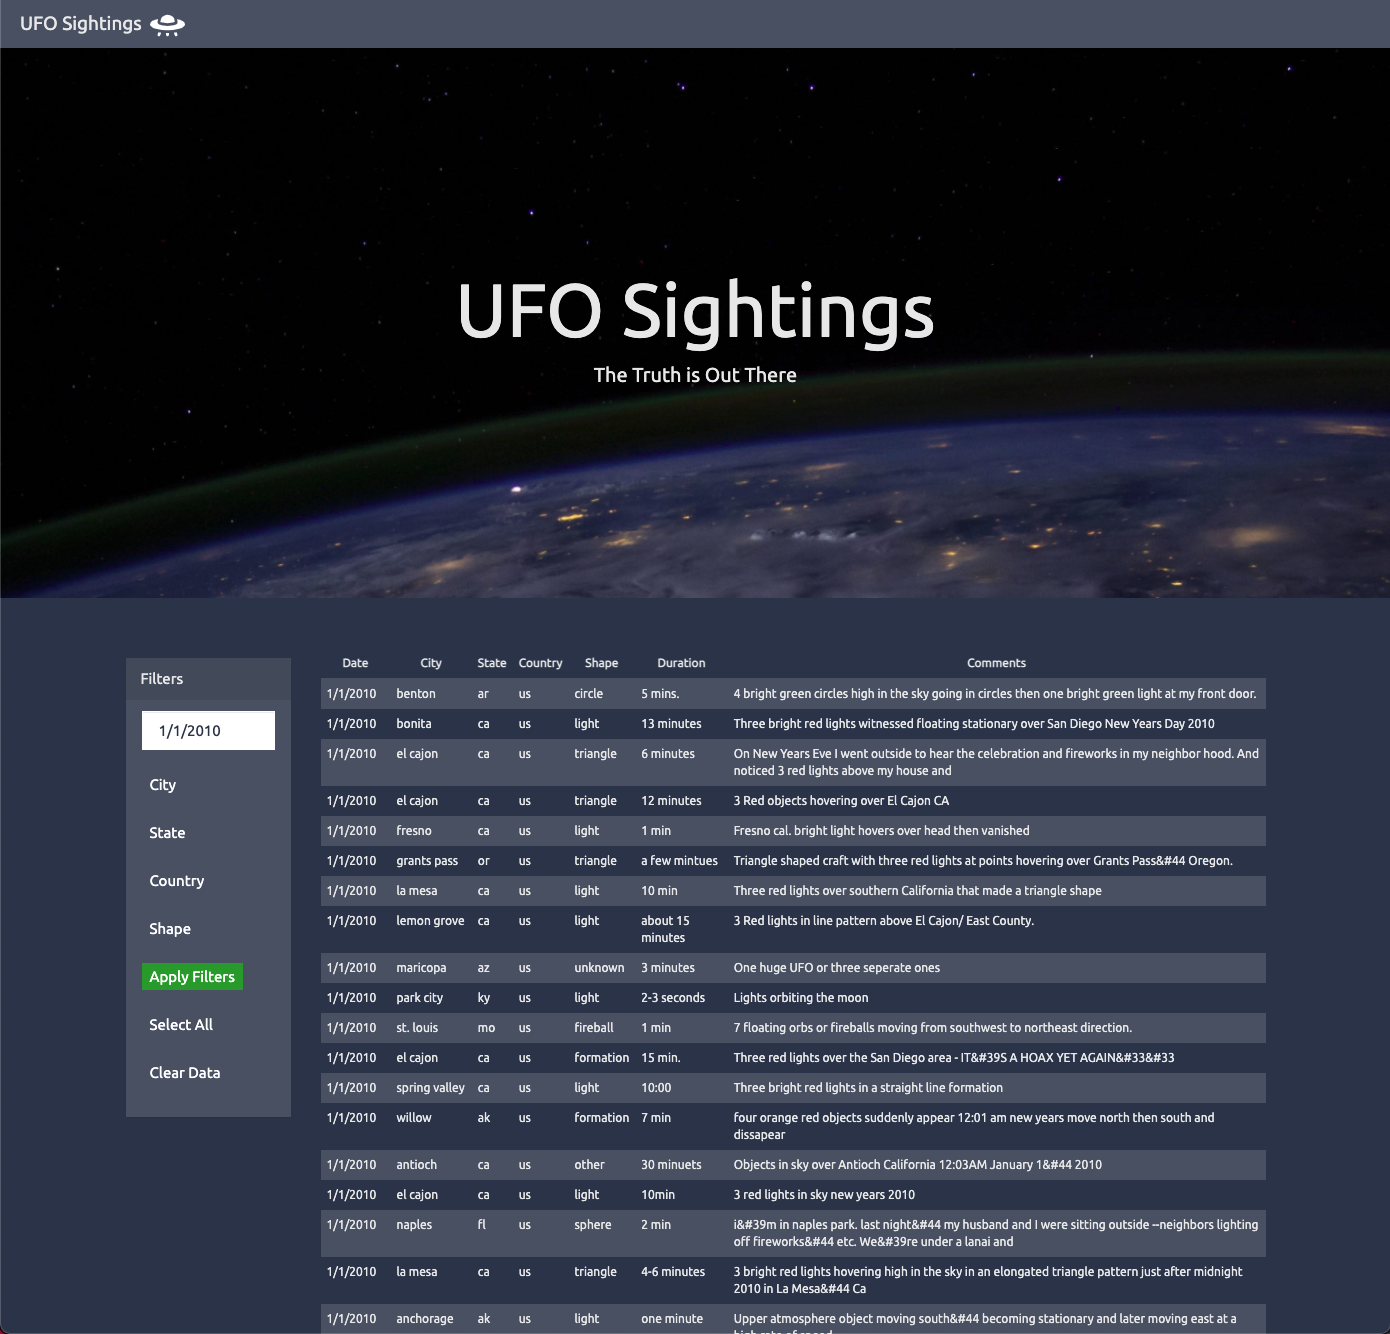 UFO Sightings
UFO Sightings
The Truth is Out There
Filters
1/1/2010
City
State
Country
Shape
Apply Filters
Select All
Clear Data
Date City State Country Shape Duration Comments
1/1/2010 benton ar us circle 5 mins. 4 bright green circles high in the sky going in circles then one bright green light at my front door.
1/1/2010 bonita ca us light 13 minutes Three bright red lights witnessed floating stationary over San Diego New Years Day 2010
1/1/2010 el cajon ca us triangle 6 minutes On New Years Eve I went outside to hear the celebration and fireworks in my neighbor hood. And
noticed 3 red lights above my house and
1/1/2010 el cajon ca us triangle 12 minutes 3 Red objects hovering over El Cajon CA
1/1/2010 fresno ca us light 1 min Fresno cal. bright light hovers over head then vanished
1/1/2010 grants pass or us triangle a few mintues Triangle shaped craft with three red lights at points hovering over Grants Pass&#44 Oregon.
1/1/2010 la mesa ca us light 10 min Three red lights over southern California that made a triangle shape
1/1/2010 lemon grove ca us light about 15 3 Red lights in line pattern above El Cajon/ East County.
minutes
1/1/2010 maricopa az us unknown 3 minutes One huge UFO or three seperate ones
1/1/2010 park city ky us light 2-3 seconds Lights orbiting the moon
1/1/2010 st. louis mo us fireball 1 min 7 floating orbs or fireballs moving from southwest to northeast direction.
1/1/2010 el cajon ca us formation 15 min. Three red lights over the San Diego area - IT&#39S A HOAX YET AGAIN&#33&#33
1/1/2010 spring valley ca us light 10:00 Three bright red lights in a straight line formation
1/1/2010 willow ak us formation 7 min four orange red objects suddenly appear 12:01 am new years move north then south and
dissapear
1/1/2010 antioch ca us other 30 minuets Objects in sky over Antioch California 12:03AM January 1&#44 2010
1/1/2010 el cajon ca us light 10min 3 red lights in sky new years 2010
1/1/2010 naples fl us sphere 2 min i&#39m in naples park. last night&#44 my husband and I were sitting outside --neighbors lighting
off fireworks&#44 etc. We&#39re under a lanai and
1/1/2010 la mesa ca us triangle 4-6 minutes 3 bright red lights hovering high in the sky in an elongated triangle pattern just after midnight
2010 in La Mesa&#44 Ca
1/1/2010 anchorage ak us light one minute Upper atmosphere object moving south&#44 becoming stationary and later moving east at a